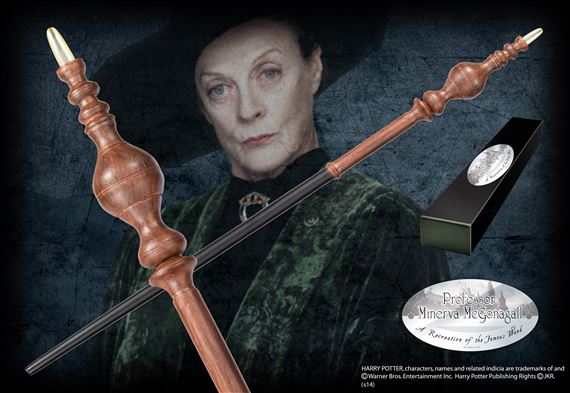 Professor
Minerva McGonagall
A Recreation of the Famous Wand
HARRY POTTER, characters, names and related indicia are trademarks of and
©Warner Bros. Entertainment Inc. Harry Potter Publishing Rights © JKR.
(s14)